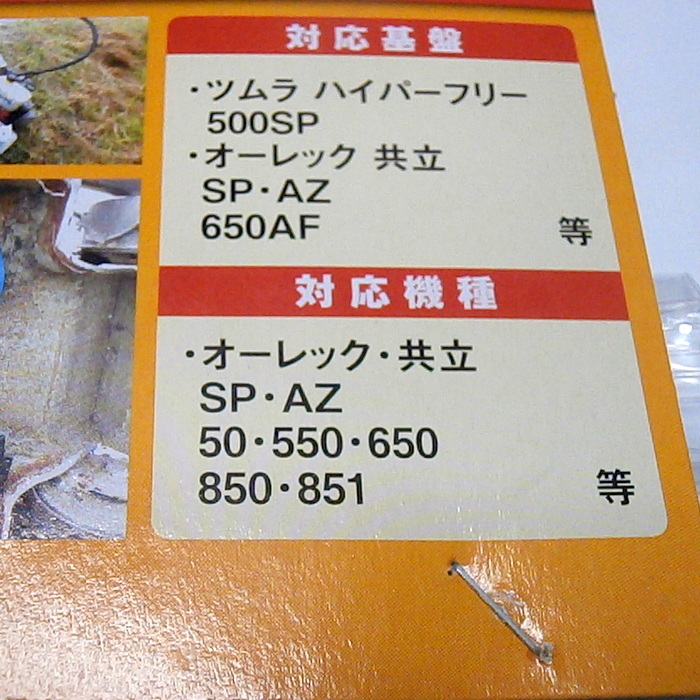 対応基盤
・ツムラ ハイパーフリー
500SP
・オーレック 共立
SP・AZ
650AF 等
対応機種
・オーレック・共立
SP・AZ
50・550・650
850・851 等